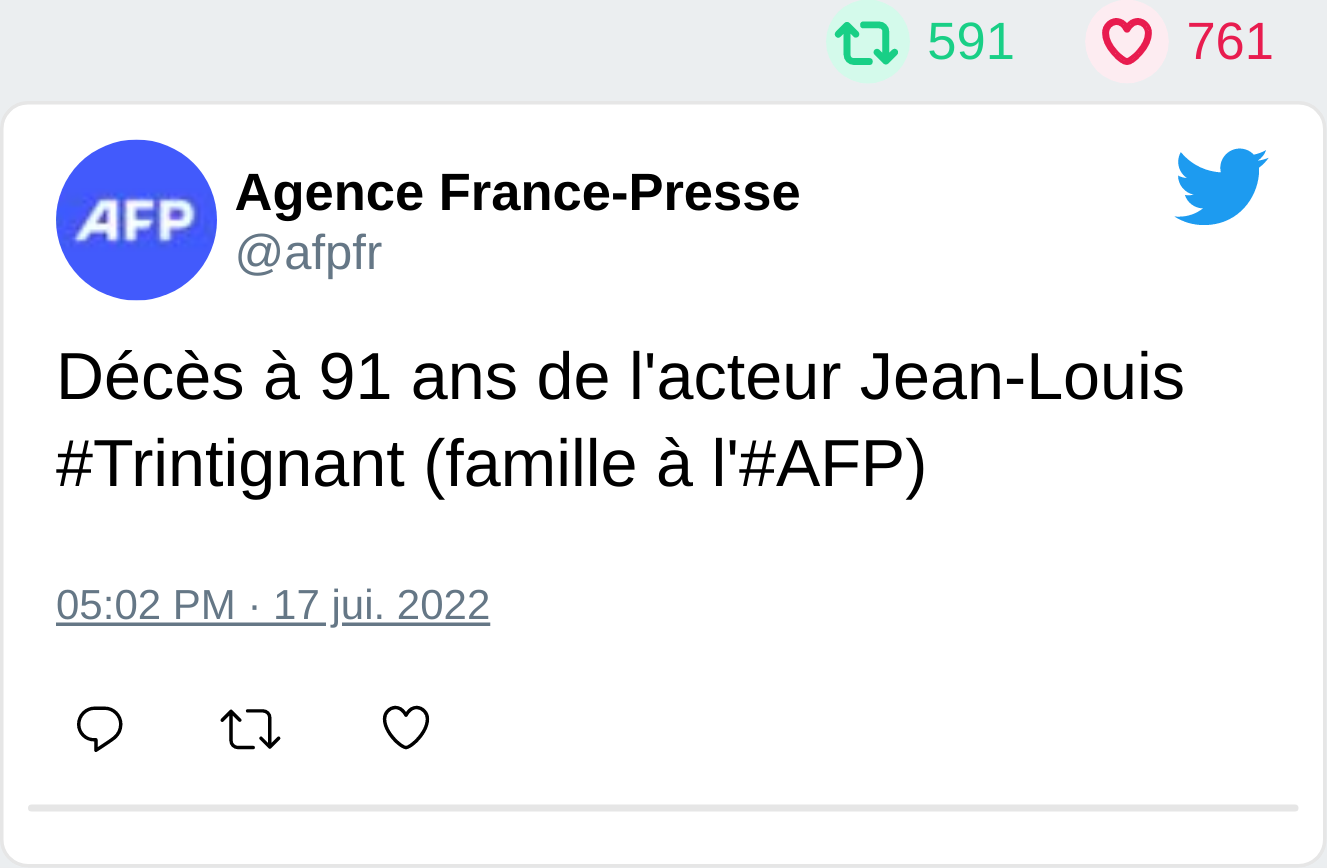 591 761
AFP
Agence France-Presse
@afpfr
Décès à 91 ans de l'acteur Jean-Louis
#Trintignant (famille à l'#AFP)
05:02 PM · 17 jui. 2022